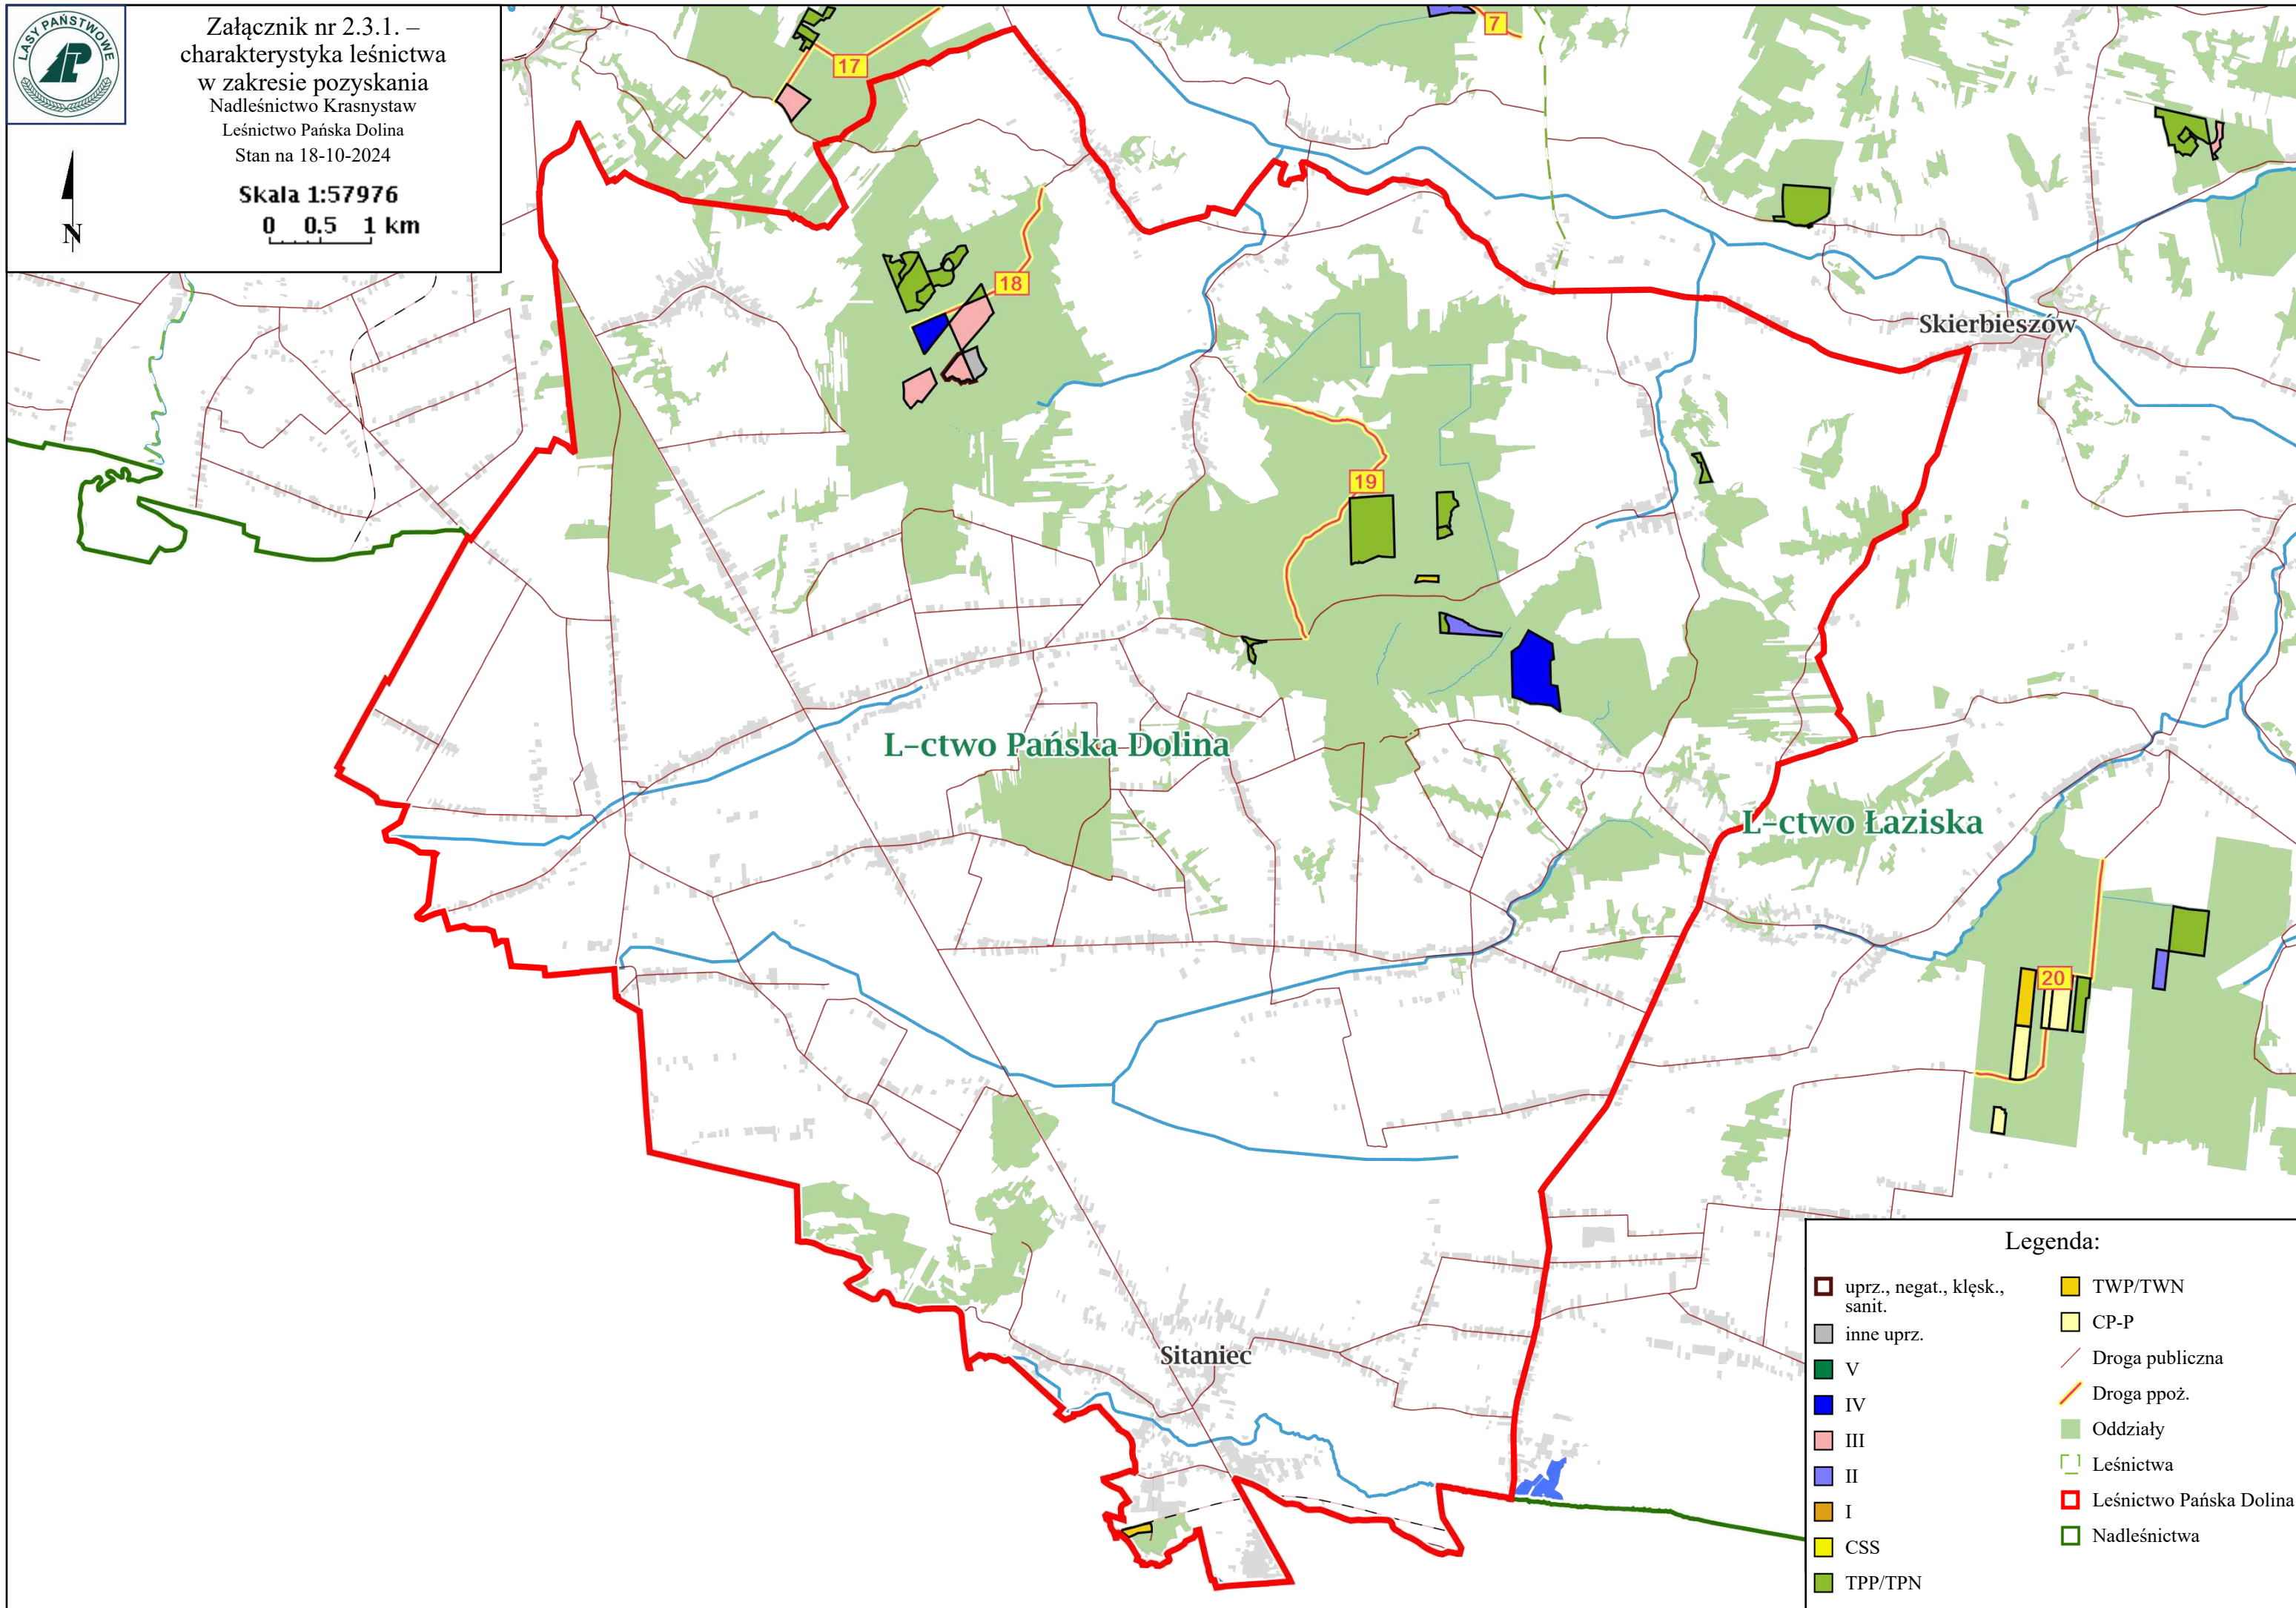 LASY PAŃSTWOWE
Załącznik nr 2.3.1. –
charakterystyka leśnictwa
w zakresie pozyskania
Nadleśnictwo Krasnystaw
Leśnictwo Pańska Dolina
Stan na 18-10-2024
Skala 1:57976
0 0.5 1 km
N
7
17
18
Skierbieszów
19
L-ctwo Pańska Dolina
L-ctwo Łaziska
20
Sitaniec
Legenda:
uprz., negat., klęsk.,
sanit.
inne uprz.
V
IV
III
II
I
CSS
TPP/TPN
TWP/TWN
CP-P
Droga publiczna
Droga ppoż.
Oddziały
Leśnictwa
Leśnictwo Pańska Dolina
Nadleśnictwa